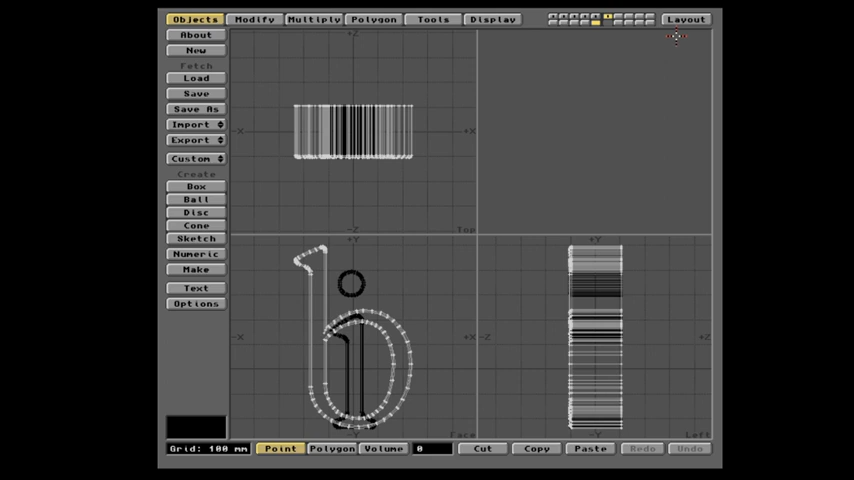 Objects Modify Multiply Polygon Tools Display Layout
About
New
Fetch
Load
Save
Save As
Import
Export
Custom
Create
Box
Ball
Disc
Cone
Sketch
Numeric
Make
Text
Options
+Z
-X +X
-Z Top
+Y
-X +X
-Y Face
+Y
-Z +Z
-Y Left
b
i
Grid: 100 mm Point Polygon Volume 0 Cut Copy Paste Redo Undo